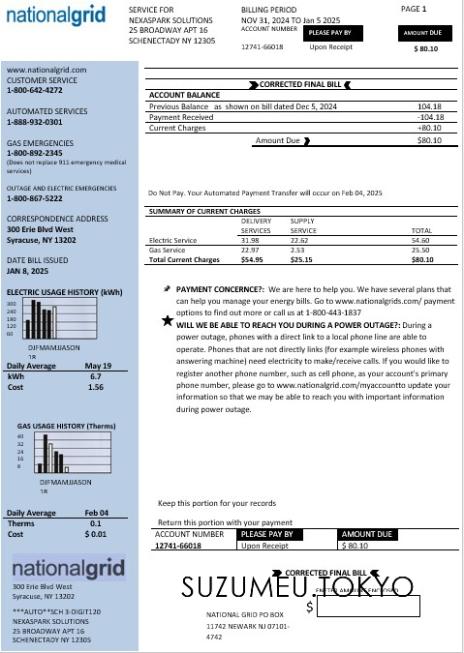 nationalgrid
SERVICE FOR
NEXASPARK SOLUTIONS
25 BROADWAY APT 16
SCHENECTADY NY 12305
BILLING PERIOD
NOV 31, 2024 TO Jan 5 2025
ACCOUNT NUMBER
12741-66018
PLEASE PAY BY
Upon Receipt
PAGE 1
AMOUNT DUE
$ 80.10
www.nationalgrid.com
CUSTOMER SERVICE
1-800-642-4272
AUTOMATED SERVICES
1-888-932-0301
GAS EMERGENCIES
1-800-892-2345
(Does not replace 911 emergency medical
services)
OUTAGE AND ELECTRIC EMERGENCIES
1-800-867-5222
CORRESPONDENCE ADDRESS
300 Erie Blvd West
Syracuse, NY 13202
DATE BILL ISSUED
JAN 8, 2025
ELECTRIC USAGE HISTORY (kWh)
300
240
180
120
60
DJFMAMJJASON
18
Daily Average May 19
kWh 6.7
Cost 1.56
GAS USAGE HISTORY (Therms)
40
32
24
16
8
DJFMAMJJASON
18
Daily Average Feb 04
Therms 0.1
Cost $ 0.01
CORRECTED FINAL BILL
ACCOUNT BALANCE
Previous Balance as shown on bill dated Dec 5, 2024 104.18
Payment Received -104.18
Current Charges +80.10
Amount Due $80.10
Do Not Pay. Your Automated Payment Transfer will occur on Feb 04, 2025
SUMMARY OF CURRENT CHARGES
DELIVERY SUPPLY
SERVICES SERVICE TOTAL
Electric Service 31.98 22.62 54.60
Gas Service 22.97 2.53 25.50
Total Current Charges $54.95 $25.15 $80.10
PAYMENT CONCERNCE?: We are here to help you. We have several plans that
can help you manage your energy bills. Go to www.nationalgrids.com/ payment
options to find out more or call us at 1-800-443-1837
WILL WE BE ABLE TO REACH YOU DURING A POWER OUTAGE?: During a
power outage, phones with a direct link to a local phone line are able to
operate. Phones that are not directly links (for example wireless phones with
answering machine) need electricity to make/receive calls. If you would like to
register another phone number, such as cell phone, as your account's primary
phone number, please go to www.nationalgrid.com/myaccountto update your
information so that we may be able to reach you with important information
during power outage.
Keep this portion for your records
Return this portion with your payment
ACCOUNT NUMBER PLEASE PAY BY AMOUNT DUE
12741-66018 Upon Receipt $ 80.10
nationalgrid
300 Erie Blvd West
Syracuse, NY 13202
***AUTO**SCH 3-DIGIT120
NEXASPARK SOLUTIONS
25 BROADWAY APT 16
SCHENECTADY NY 12305
CORRECTED FINAL BILL
SUZUMEU.TOKYO
$
NATIONAL GRID PO BOX
11742 NEWARK NJ 07101-
4742